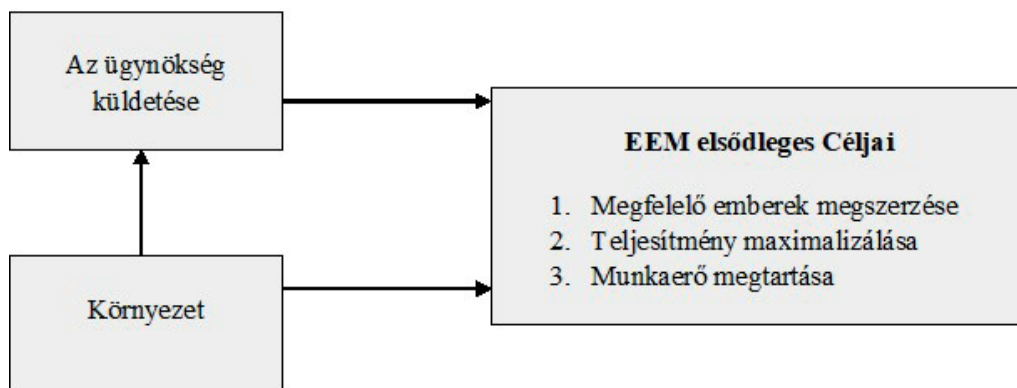 Az ügynökség
küldetése
EEM elsődleges Céljai
1. Megfelelő emberek megszerzése
2. Teljesítmény maximalizálása
3. Munkaerő megtartása
Környezet